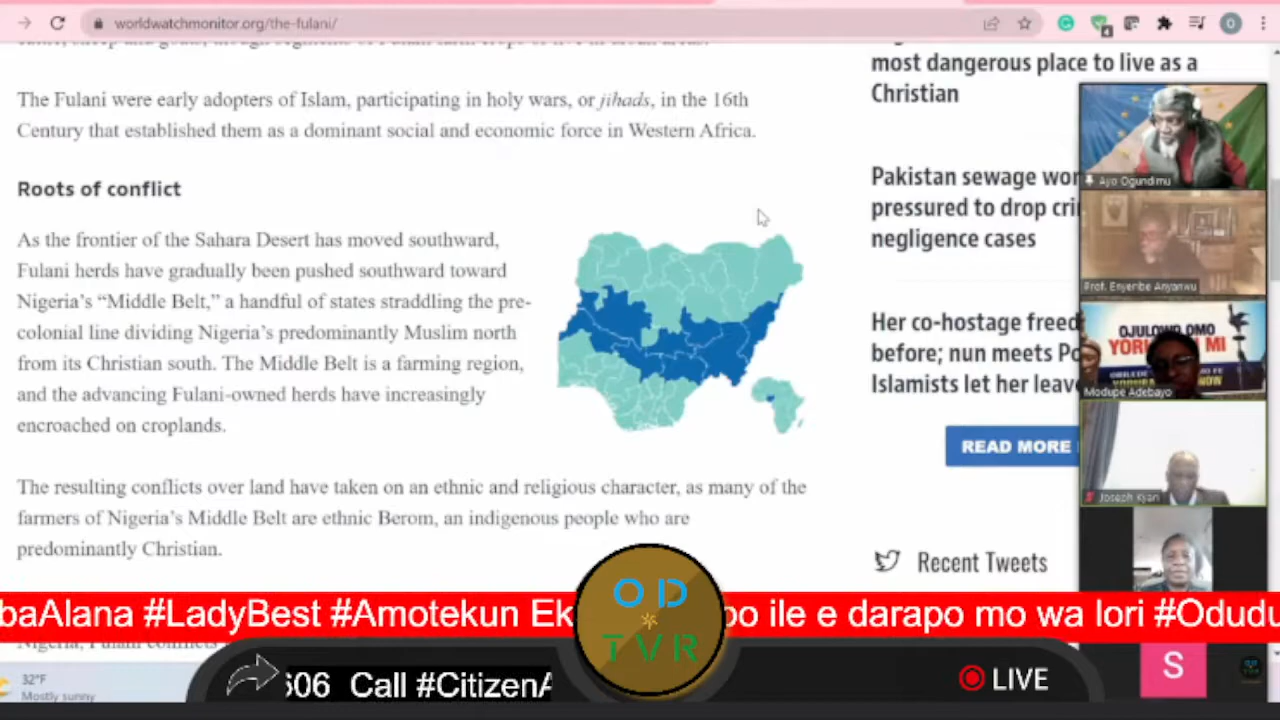 worldwatchmonitor.org/the-fulani/
The Fulani were early adopters of Islam, participating in holy wars, or jihads, in the 16th
Century that established them as a dominant social and economic force in Western Africa.
Roots of conflict
As the frontier of the Sahara Desert has moved southward,
Fulani herds have gradually been pushed southward toward
Nigeria's “Middle Belt,” a handful of states straddling the pre-
colonial line dividing Nigeria's predominantly Muslim north
from its Christian south. The Middle Belt is a farming region,
and the advancing Fulani-owned herds have increasingly
encroached on croplands.
The resulting conflicts over land have taken on an ethnic and religious character, as many of the
farmers of Nigeria's Middle Belt are ethnic Berom, an indigenous people who are
predominantly Christian.
most dangerous place to live as a
Christian
Pakistan sewage wor
pressured to drop cri
negligence cases
Her co-hostage freed
before; nun meets Po
Islamists let her leave
READ MORE
Recent Tweets
Ayo Ogundimu
Prof. Enyeribe Anyanwu
OJULOWO OMO
YOR MI
NOW
Modupe Adebayo
Joseph Kyari
baAlana #LadyBest #Amotekun Ek
oo ile e darapo mo wa lori #Odudu
OD
TVR
606 Call #CitizenA
LIVE
S
32°F
Mostly sunny